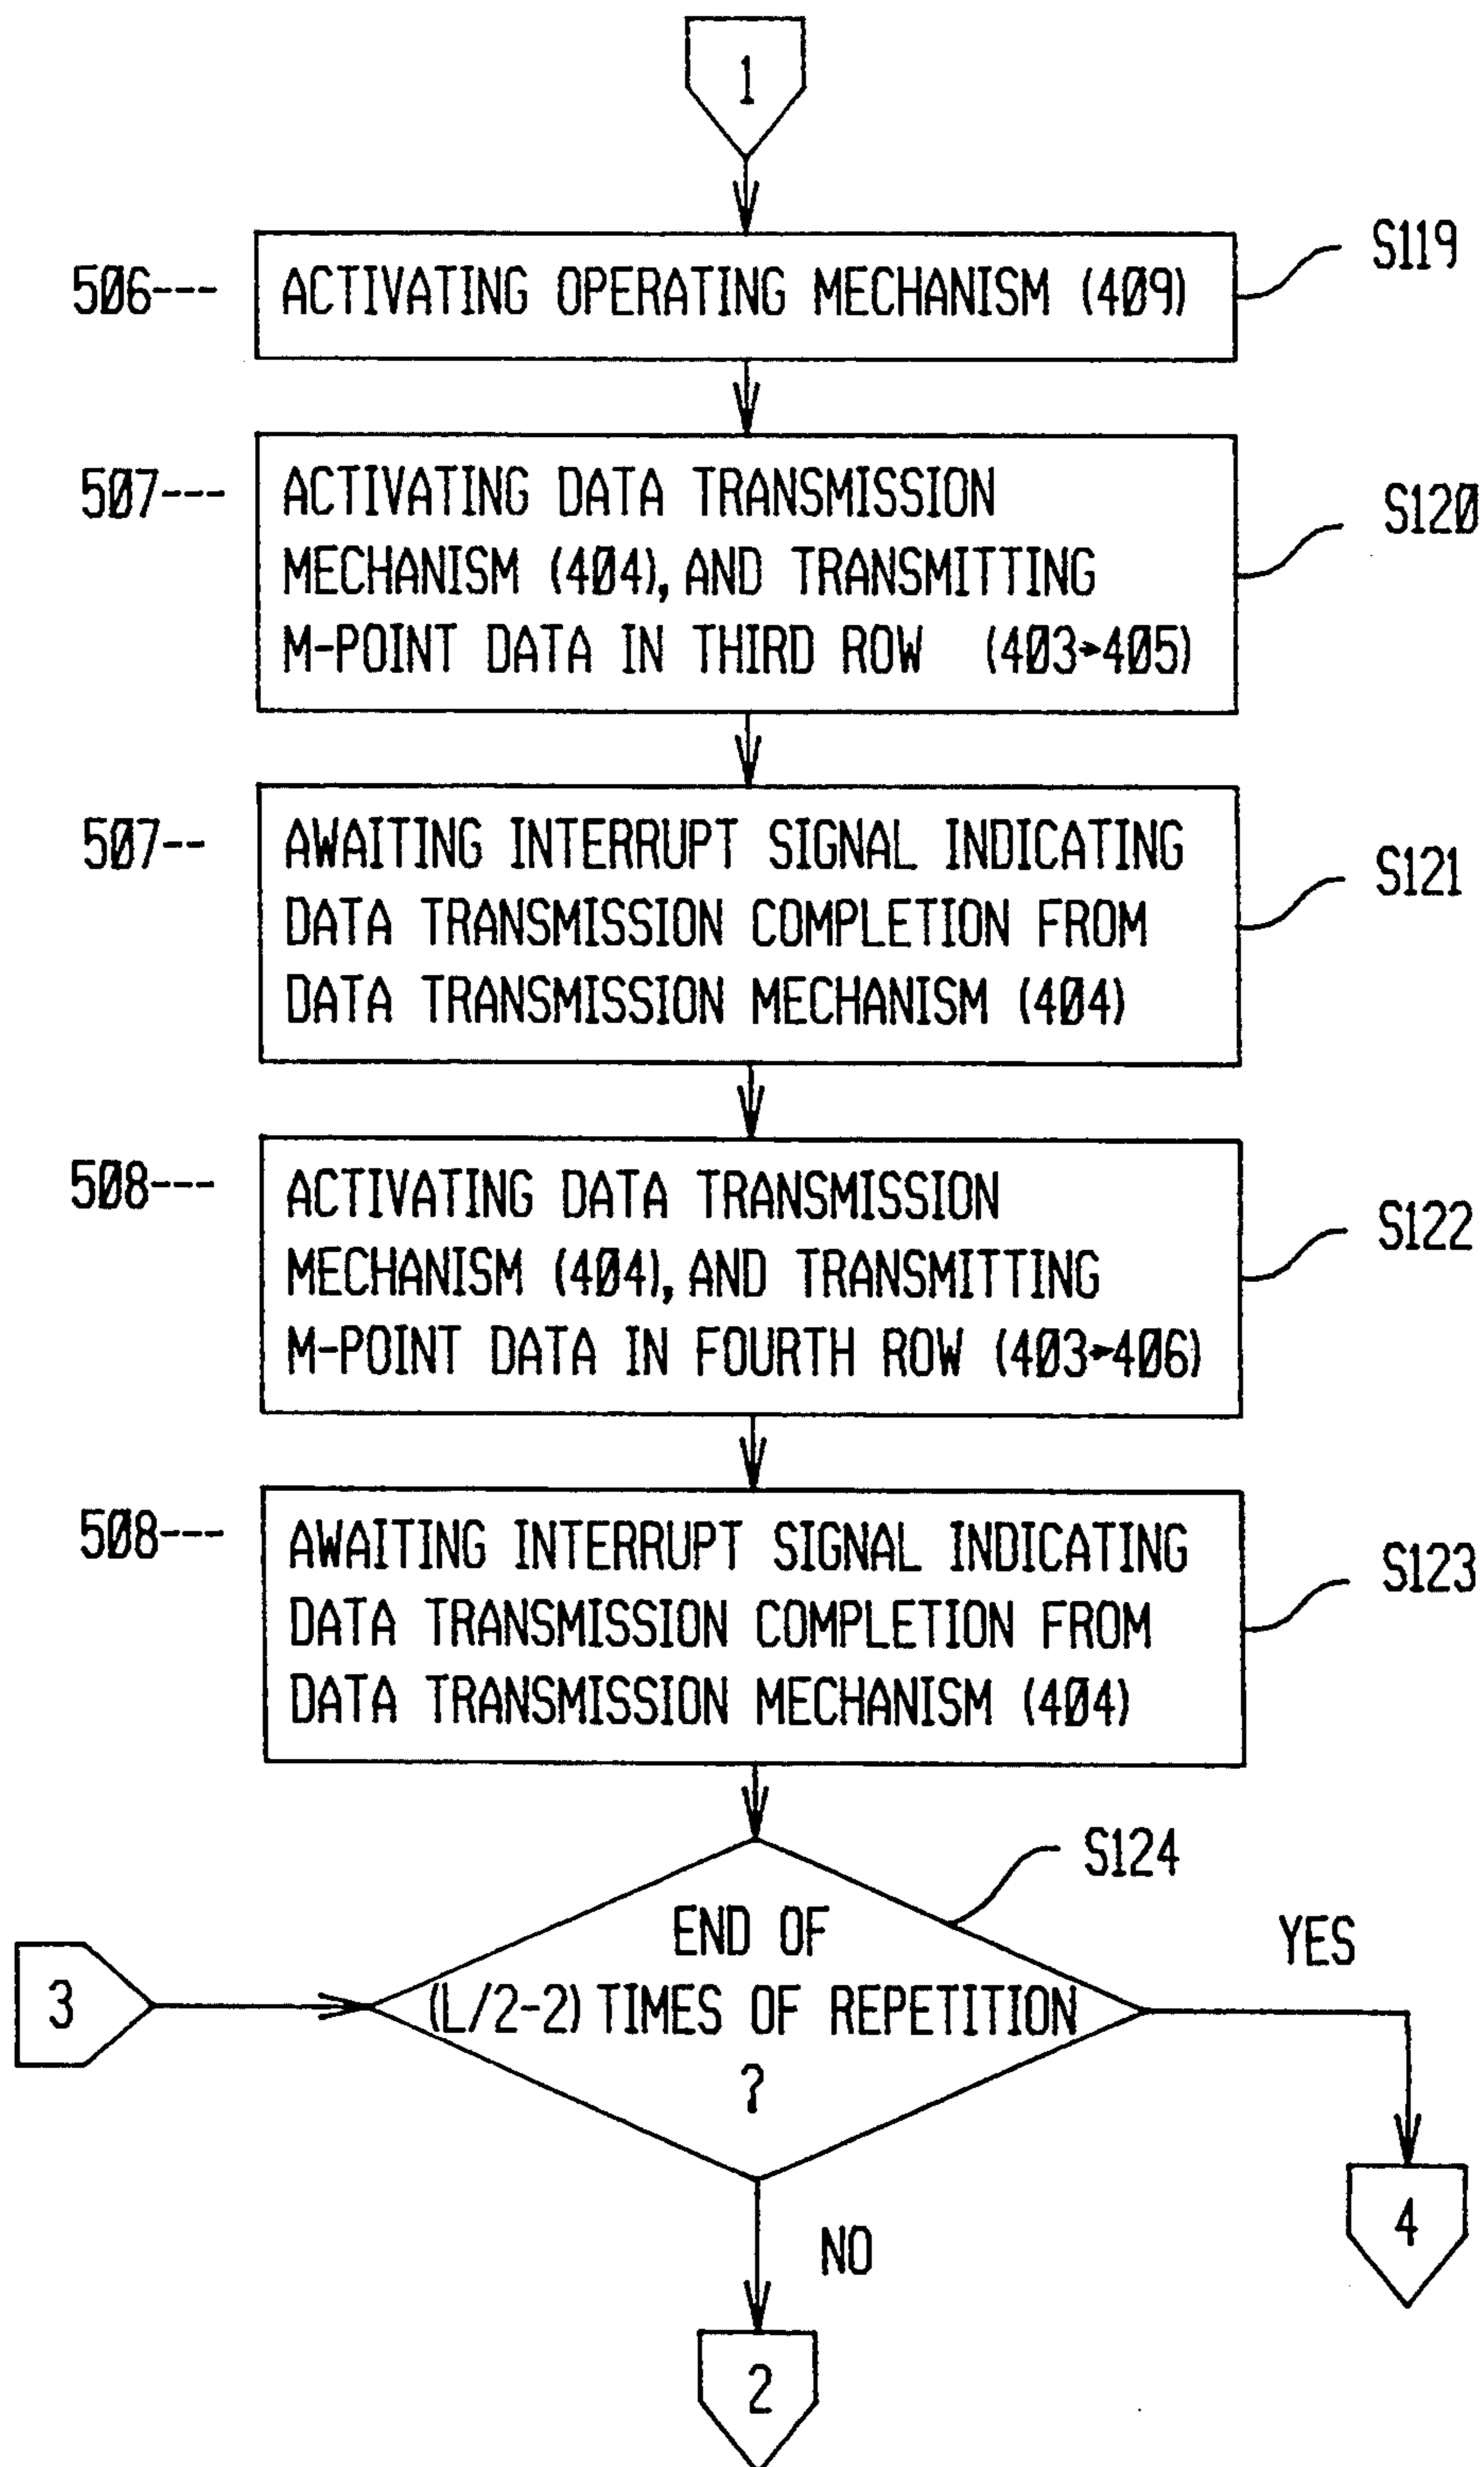 1
506--- ACTIVATING OPERATING MECHANISM (409) S119
507--- ACTIVATING DATA TRANSMISSION
MECHANISM (404), AND TRANSMITTING S120
M-POINT DATA IN THIRD ROW (403→405)
507-- AWAITING INTERRUPT SIGNAL INDICATING S121
DATA TRANSMISSION COMPLETION FROM
DATA TRANSMISSION MECHANISM (404)
508--- ACTIVATING DATA TRANSMISSION
MECHANISM (404), AND TRANSMITTING S122
M-POINT DATA IN FOURTH ROW (403→406)
508--- AWAITING INTERRUPT SIGNAL INDICATING S123
DATA TRANSMISSION COMPLETION FROM
DATA TRANSMISSION MECHANISM (404)
S124
END OF YES
3 (L/2-2) TIMES OF REPETITION
?
NO 4
2